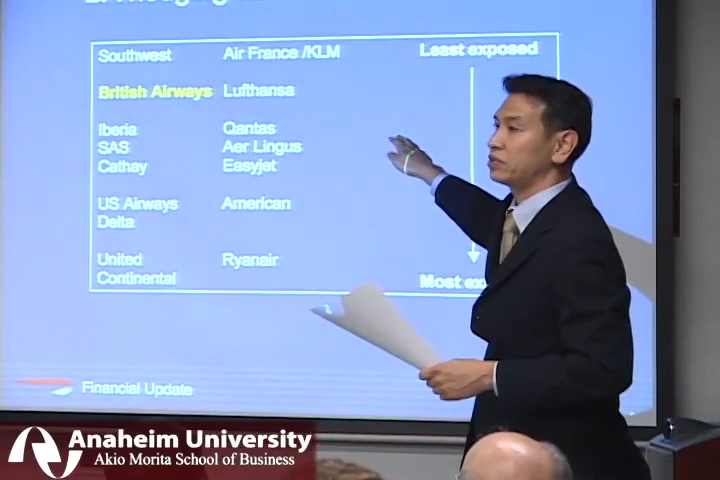 Southwest Air France /KLM Least exposed
British Airways Lufthansa
Iberia Qantas
SAS Aer Lingus
Cathay Easyjet
US Airways American
Delta
United Ryanair
Continental Most
Financial Update
Anaheim University
Akio Morita School of Business